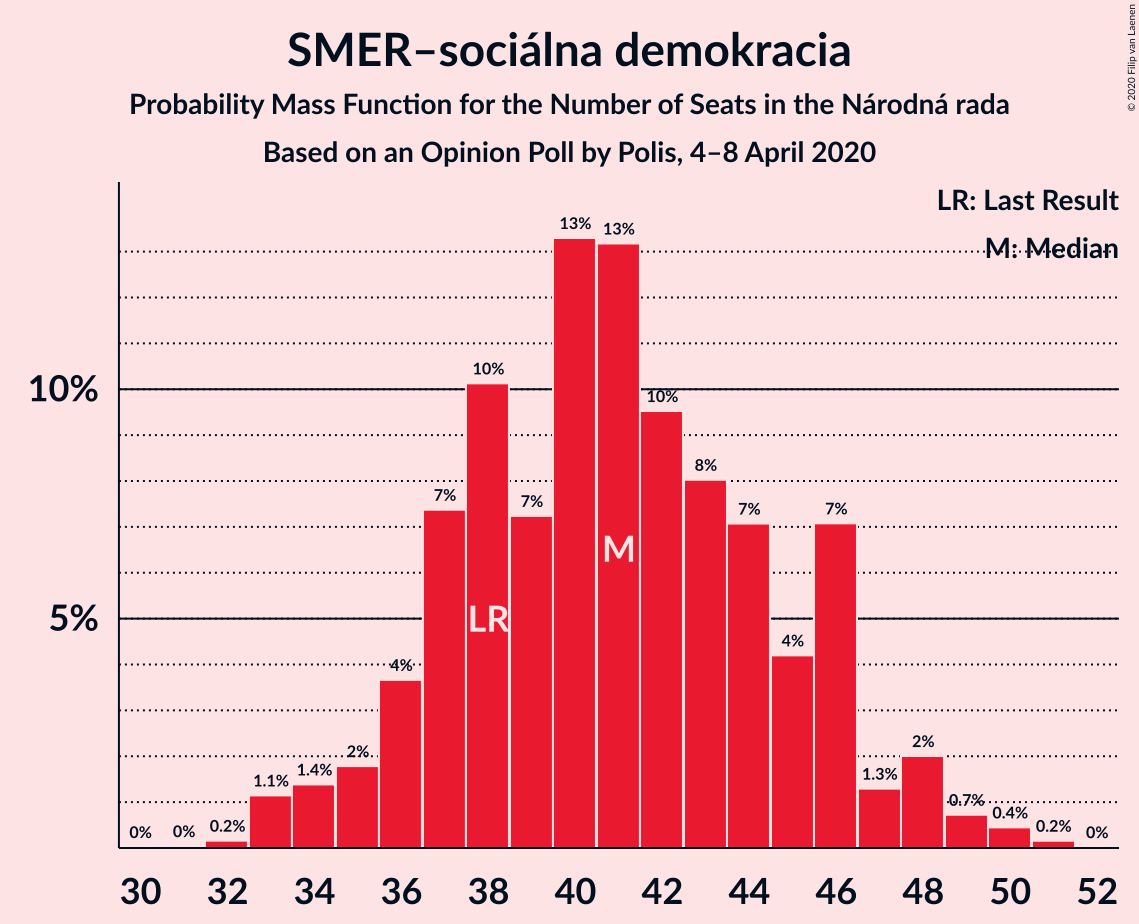 SMER–sociálna demokracia
Probability Mass Function for the Number of Seats in the Národná rada
Based on an Opinion Poll by Polis, 4–8 April 2020
© 2020 Filip van Laenen
LR: Last Result
M: Median
10%
5%
0%
0%
0.2%
1.1%
1.4%
2%
4%
7%
10%
7%
13%
13%
10%
8%
7%
4%
7%
1.3%
2%
0.7%
0.4%
0.2%
0%
LR
M
30 32 34 36 38 40 42 44 46 48 50 52